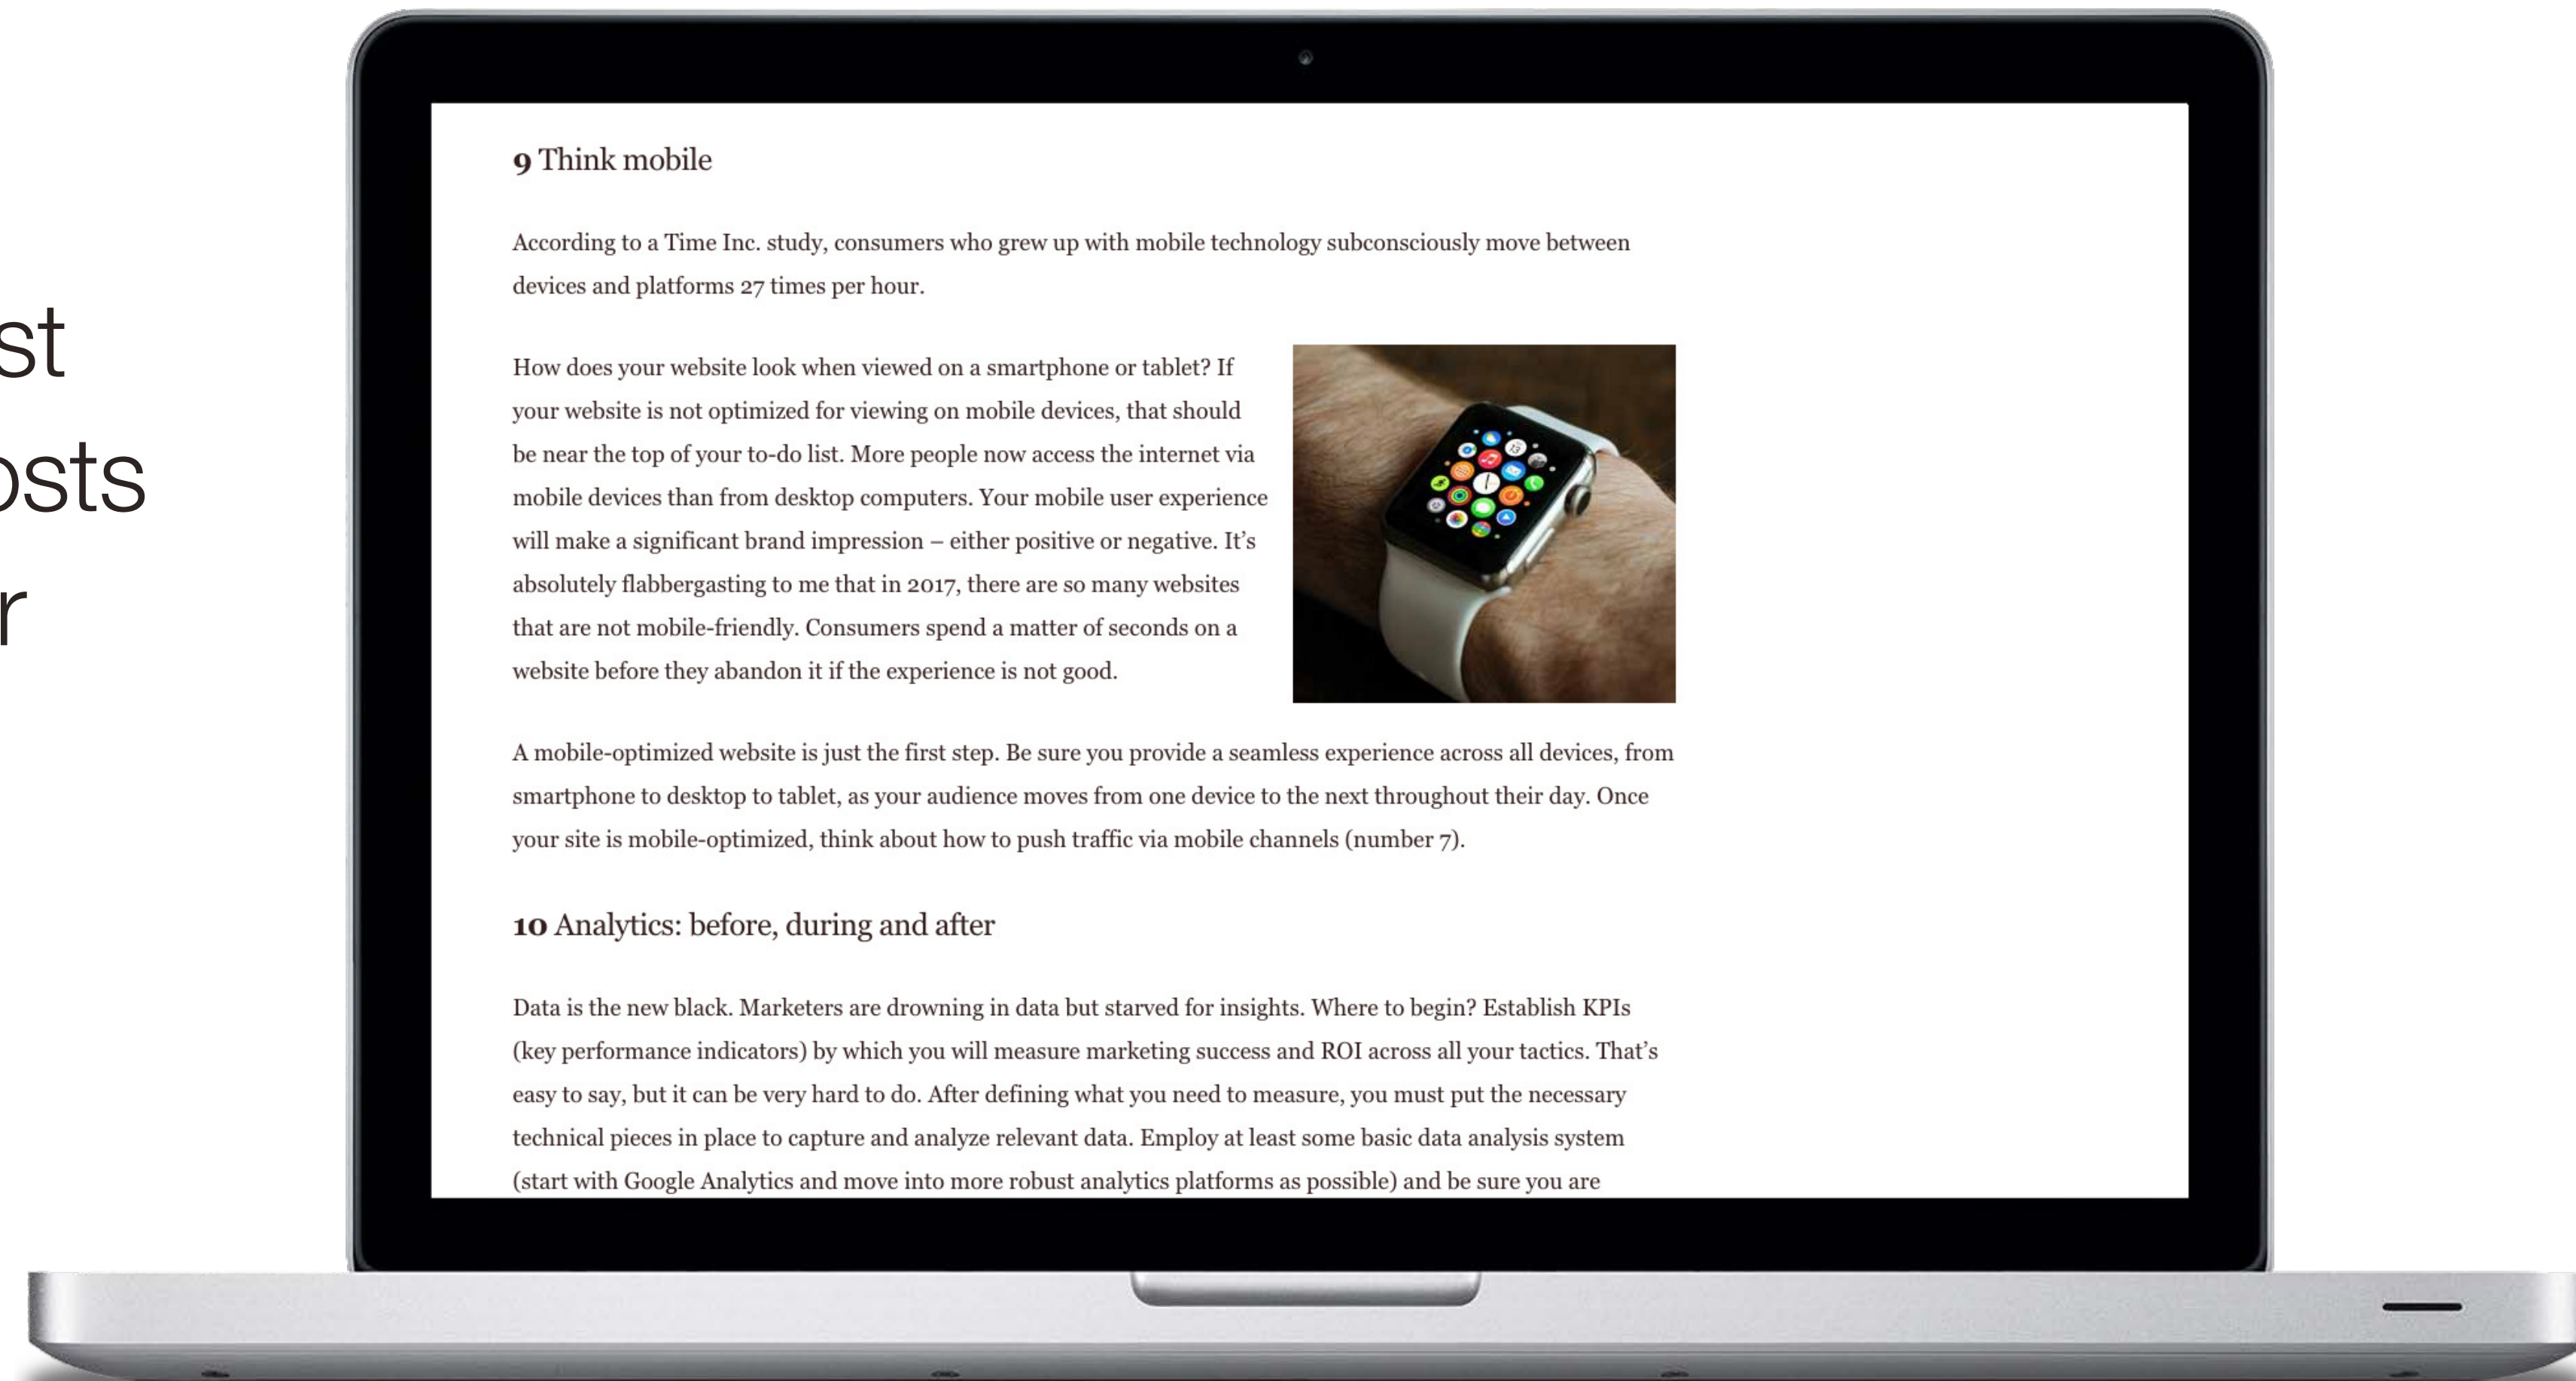 st
osts
r
9 Think mobile
According to a Time Inc. study, consumers who grew up with mobile technology subconsciously move between
devices and platforms 27 times per hour.
How does your website look when viewed on a smartphone or tablet? If
your website is not optimized for viewing on mobile devices, that should
be near the top of your to-do list. More people now access the internet via
mobile devices than from desktop computers. Your mobile user experience
will make a significant brand impression – either positive or negative. It’s
absolutely flabbergasting to me that in 2017, there are so many websites
that are not mobile-friendly. Consumers spend a matter of seconds on a
website before they abandon it if the experience is not good.
A mobile-optimized website is just the first step. Be sure you provide a seamless experience across all devices, from
smartphone to desktop to tablet, as your audience moves from one device to the next throughout their day. Once
your site is mobile-optimized, think about how to push traffic via mobile channels (number 7).
10 Analytics: before, during and after
Data is the new black. Marketers are drowning in data but starved for insights. Where to begin? Establish KPIs
(key performance indicators) by which you will measure marketing success and ROI across all your tactics. That’s
easy to say, but it can be very hard to do. After defining what you need to measure, you must put the necessary
technical pieces in place to capture and analyze relevant data. Employ at least some basic data analysis system
(start with Google Analytics and move into more robust analytics platforms as possible) and be sure you are